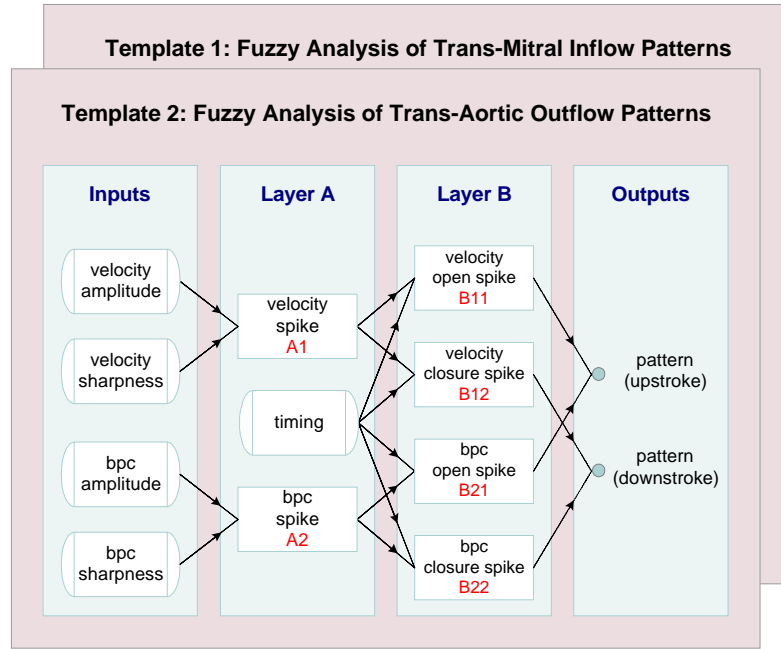 Template 1: Fuzzy Analysis of Trans-Mitral Inflow Patterns
Template 2: Fuzzy Analysis of Trans-Aortic Outflow Patterns
Inputs
velocity
amplitude
velocity
sharpness
bpc
amplitude
bpc
sharpness
Layer A
velocity
spike
A1
timing
bpc
spike
A2
Layer B
velocity
open spike
B11
velocity
closure spike
B12
bpc
open spike
B21
bpc
closure spike
B22
Outputs
pattern
(upstroke)
pattern
(downstroke)